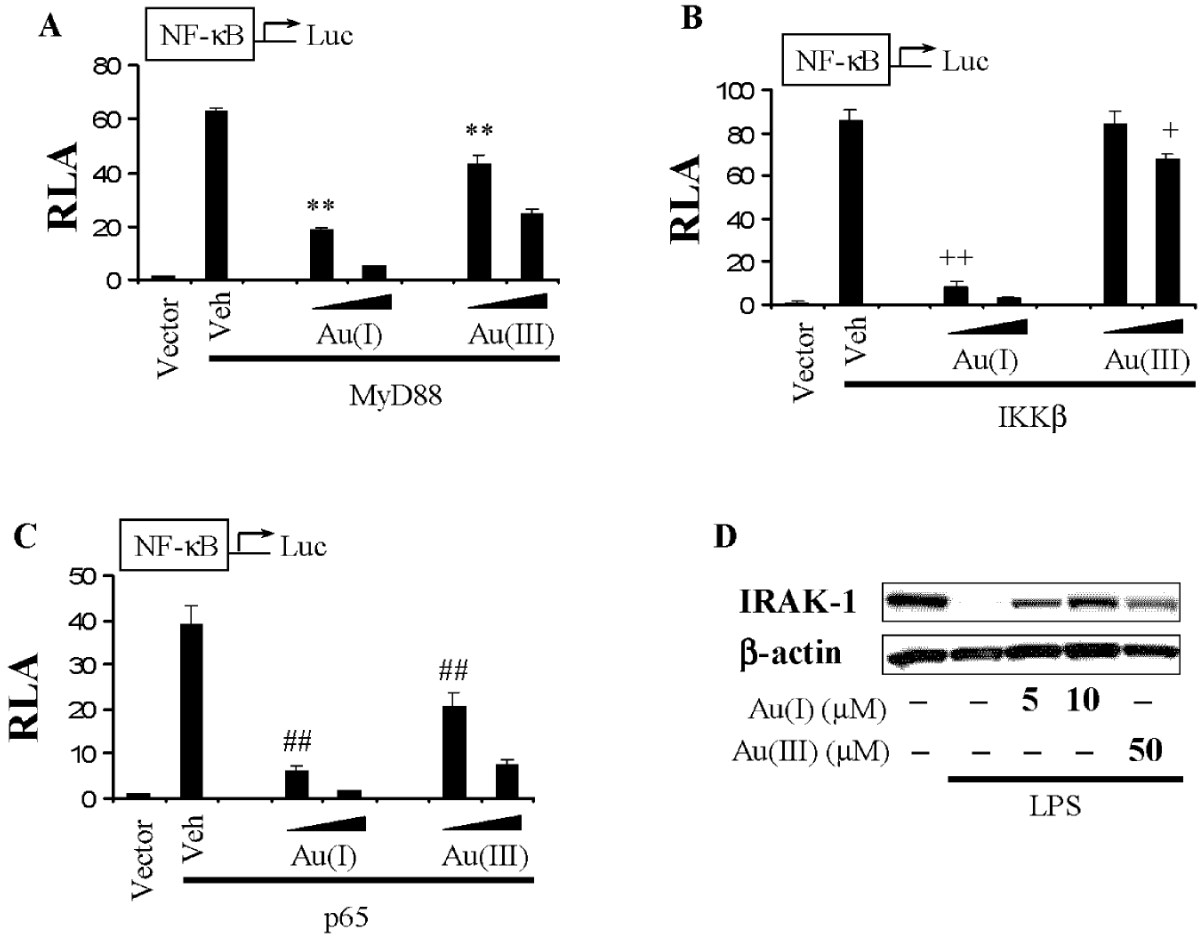 A
NF-κB Luc
80
60
40
20
0
RLA
**
**
Vector
Veh
Au(I)
Au(III)
MyD88
B
NF-κB Luc
100
80
60
40
20
0
RLA
++
+
Vector
Veh
Au(I)
Au(III)
IKKβ
C
NF-κB Luc
50
40
30
20
10
0
RLA
##
##
Vector
Veh
Au(I)
Au(III)
p65
D
IRAK-1
β-actin
Au(I) (μM) – – 5 10 –
Au(III) (μM) – – – – 50
LPS